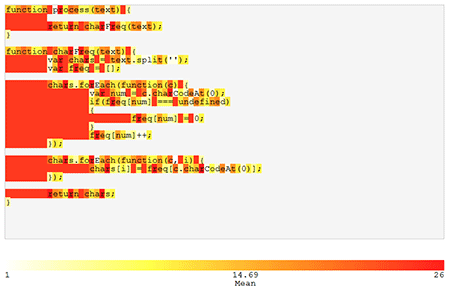 function process(text) {
return charFreq(text);
}
function charFreq(text) {
var chars = text.split('');
var freq = [];
chars.forEach(function(c) {
var num = c.charCodeAt(0);
if(freq[num] === undefined)
{
freq[num] = 0;
}
freq[num]++;
});
chars.forEach(function(c, i) {
chars[i] = freq[c.charCodeAt(0)];
});
return chars;
}
1 14.69 26
Mean